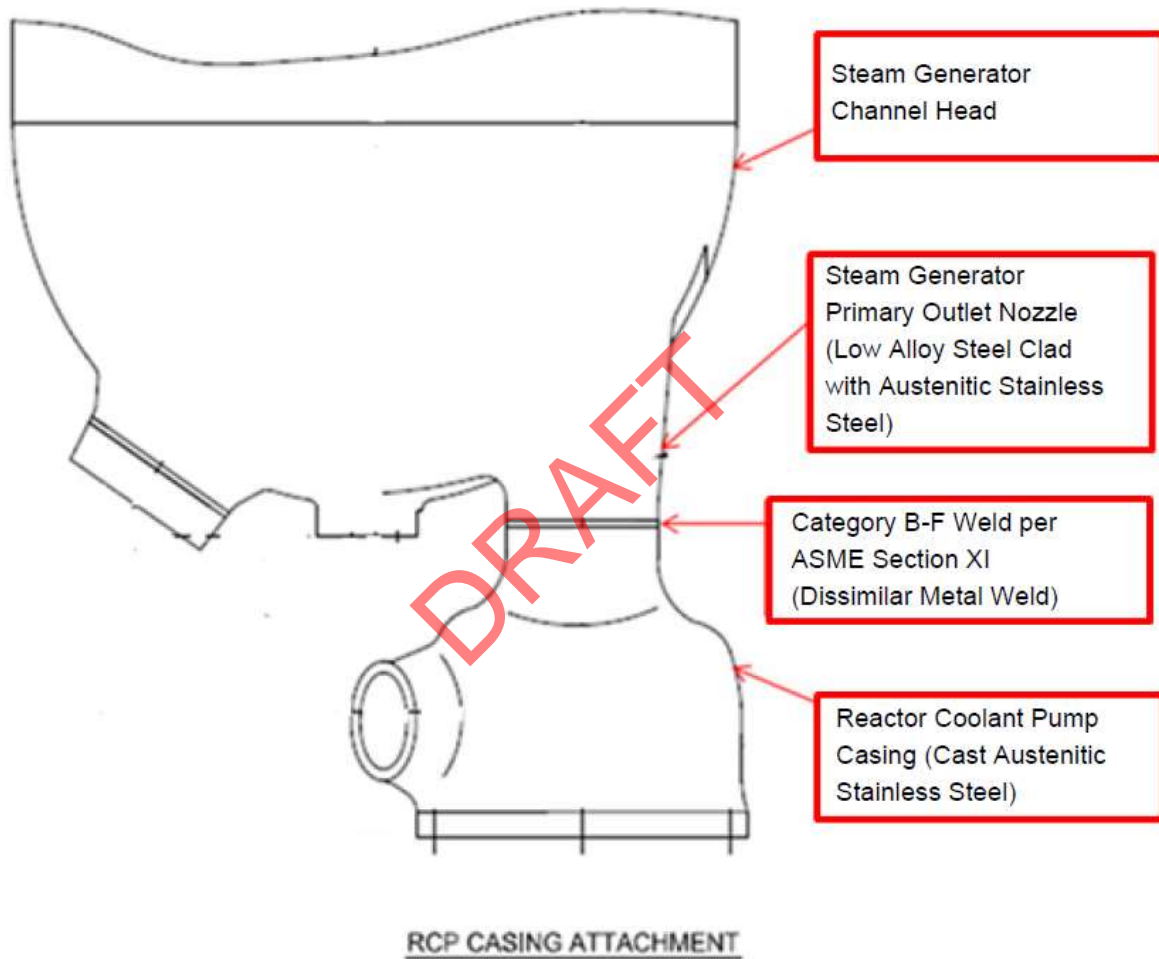 Steam Generator
Channel Head
Steam Generator
Primary Outlet Nozzle
(Low Alloy Steel Clad
with Austenitic Stainless
Steel)
DRAFT
Category B-F Weld per
ASME Section XI
(Dissimilar Metal Weld)
Reactor Coolant Pump
Casing (Cast Austenitic
Stainless Steel)
RCP CASING ATTACHMENT